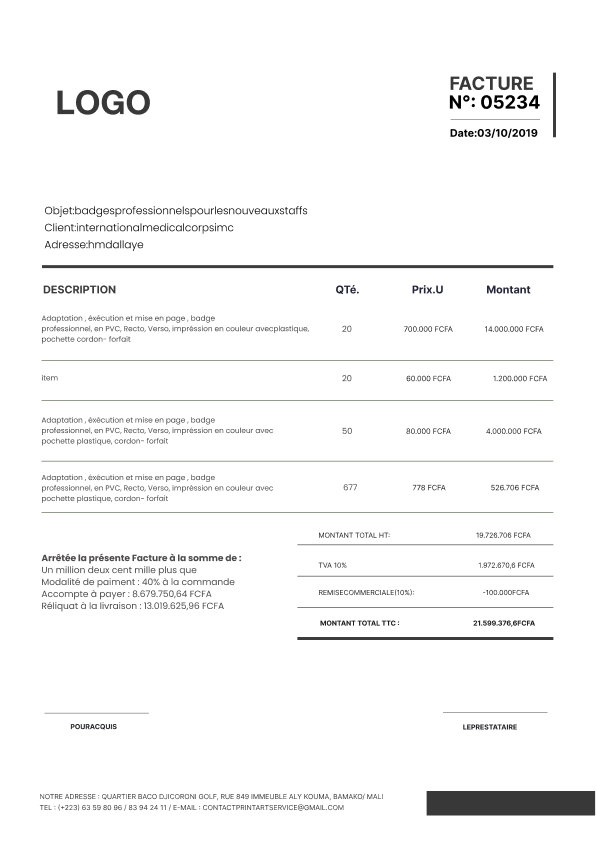 LOGO
FACTURE
N°: 05234
Date:03/10/2019
Objet:badgesprofessionnelspourlesnouveauxstaffs
Client:internationalmedicalcorpsimc
Adresse:hmdallaye
DESCRIPTION QTé. Prix.U Montant
Adaptation , éxécution et mise en page , badge
professionnel, en PVC, Recto, Verso, impréssion en couleur avecplastique, 20 700.000 FCFA 14.000.000 FCFA
pochette cordon- forfait
item 20 60.000 FCFA 1.200.000 FCFA
Adaptation , éxécution et mise en page , badge
professionnel, en PVC, Recto, Verso, impréssion en couleur avec 50 80.000 FCFA 4.000.000 FCFA
pochette plastique, cordon- forfait
Adaptation , éxécution et mise en page , badge
professionnel, en PVC, Recto, Verso, impréssion en couleur avec 677 778 FCFA 526.706 FCFA
pochette plastique, cordon- forfait
MONTANT TOTAL HT: 19.726.706 FCFA
TVA 10% 1.972.670,6 FCFA
REMISECOMMERCIALE(10%): -100.000FCFA
MONTANT TOTAL TTC : 21.599.376,6FCFA
Arrêtée la présente Facture à la somme de :
Un million deux cent mille plus que
Modalité de paiment : 40% à la commande
Accompte à payer : 8.679.750,64 FCFA
Réliquat à la livraison : 13.019.625,96 FCFA
POURACQUIS LEPRESTATAIRE
NOTRE ADRESSE : QUARTIER BACO DJICORONI GOLF, RUE 849 IMMEUBLE ALY KOUMA, BAMAKO/ MALI
TEL : (+223) 63 59 80 96 / 83 94 24 11 / E-MAIL : CONTACTPRINTARTSERVICE@GMAIL.COM